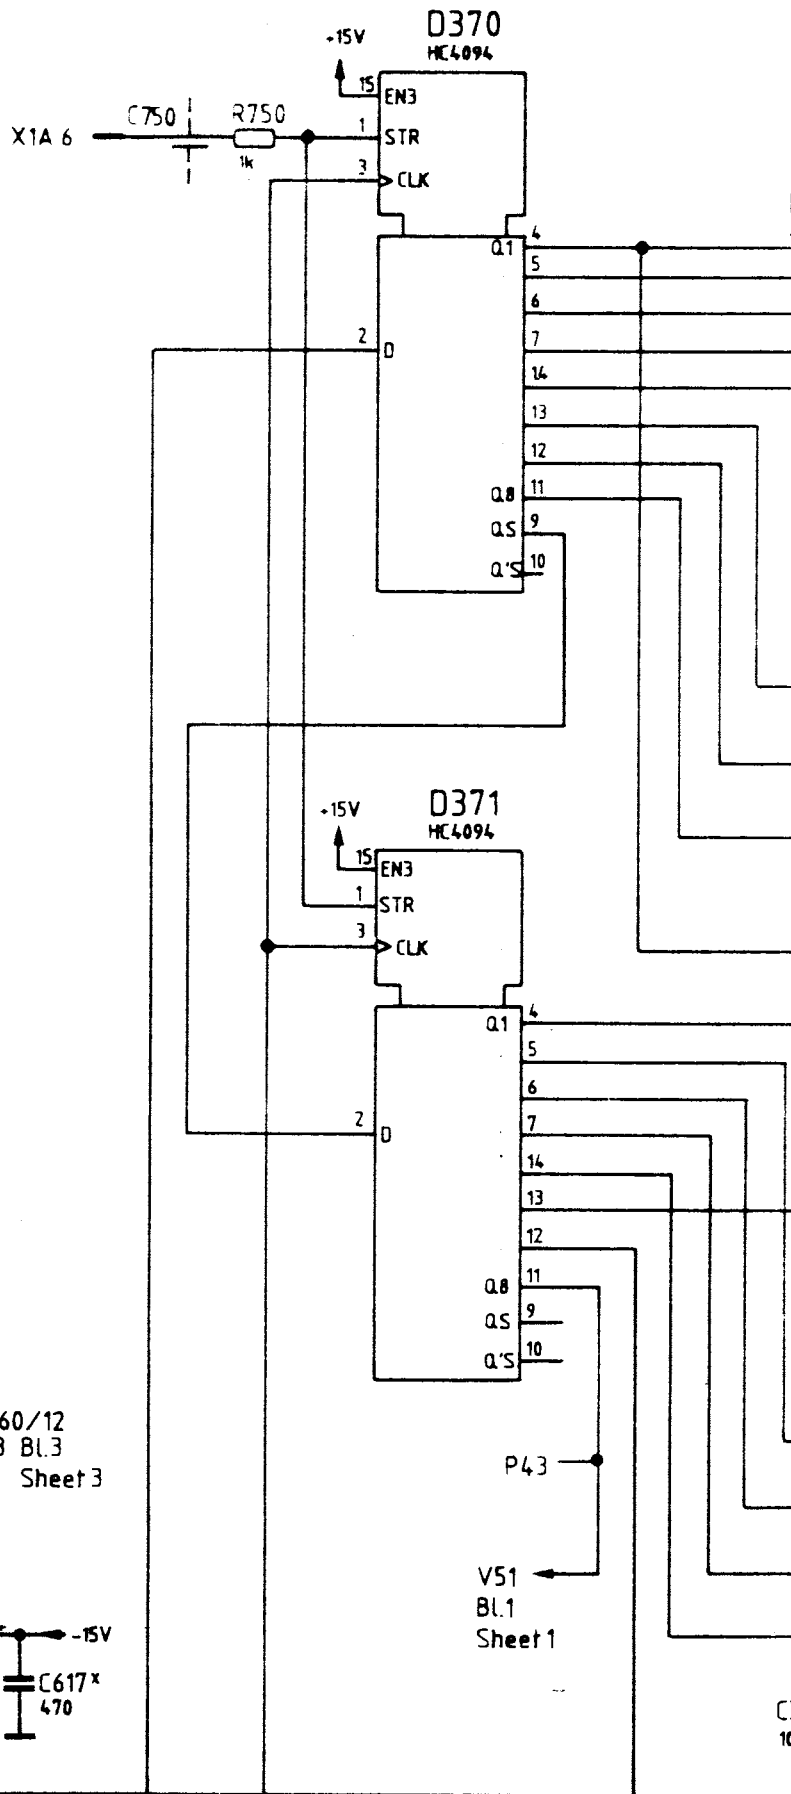 D370
HC4094
+15V
15
EN3
C750
R750
X1A 6
1
STR
1k
3
CLK
4
Q1
5
6
2
D
7
14
13
12
Q8
11
QS
9
Q'S
10
D371
HC4094
+15V
15
EN3
1
STR
3
CLK
Q1
4
5
6
2
D
7
14
13
12
Q8
11
QS
9
Q'S
10
60/12
Bl.3
Sheet 3
P43
V51
Bl.1
Sheet 1
-15V
C617x
470